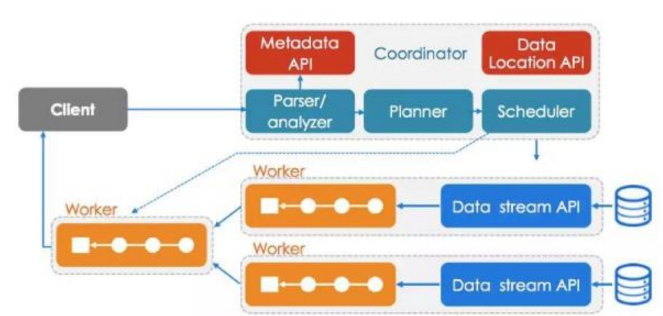 Metadata
API
Coordinator
Data
Location API
Client
Parser/
analyzer
Planner
Scheduler
Worker
Data stream API
Worker
Worker
Data stream API